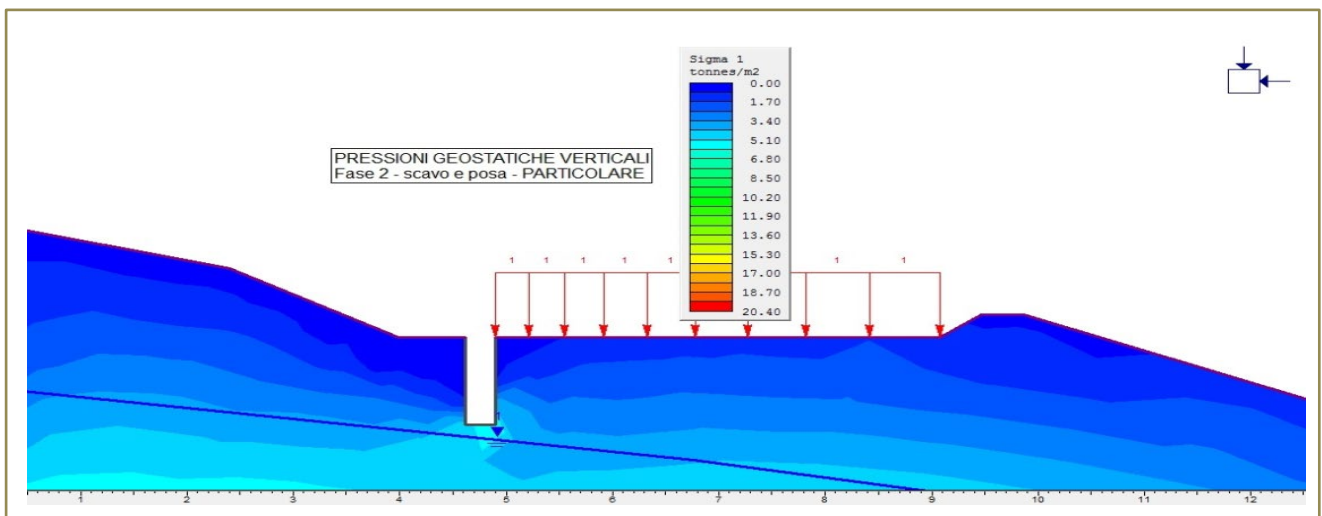 Sigma 1
tonnes/m2
0.00
1.70
3.40
5.10
6.80
8.50
10.20
11.90
13.60
15.30
17.00
18.70
20.40
PRESSIONI GEOSTATICHE VERTICALI
Fase 2 - scavo e posa - PARTICOLARE
1 1 1 1 1 1 1
1
1 2 3 4 5 6 7 8 9 10 11 12